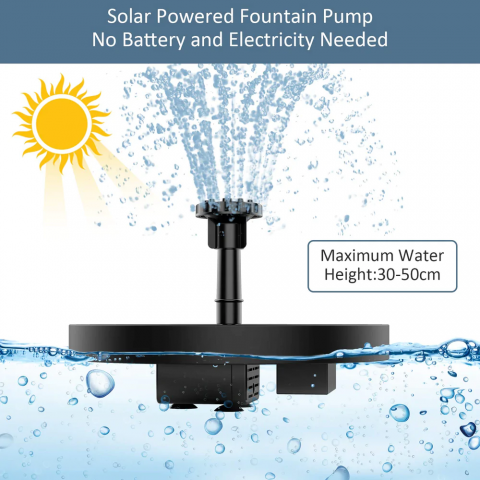 Solar Powered Fountain Pump
No Battery and Electricity Needed
Maximum Water
Height:30-50cm